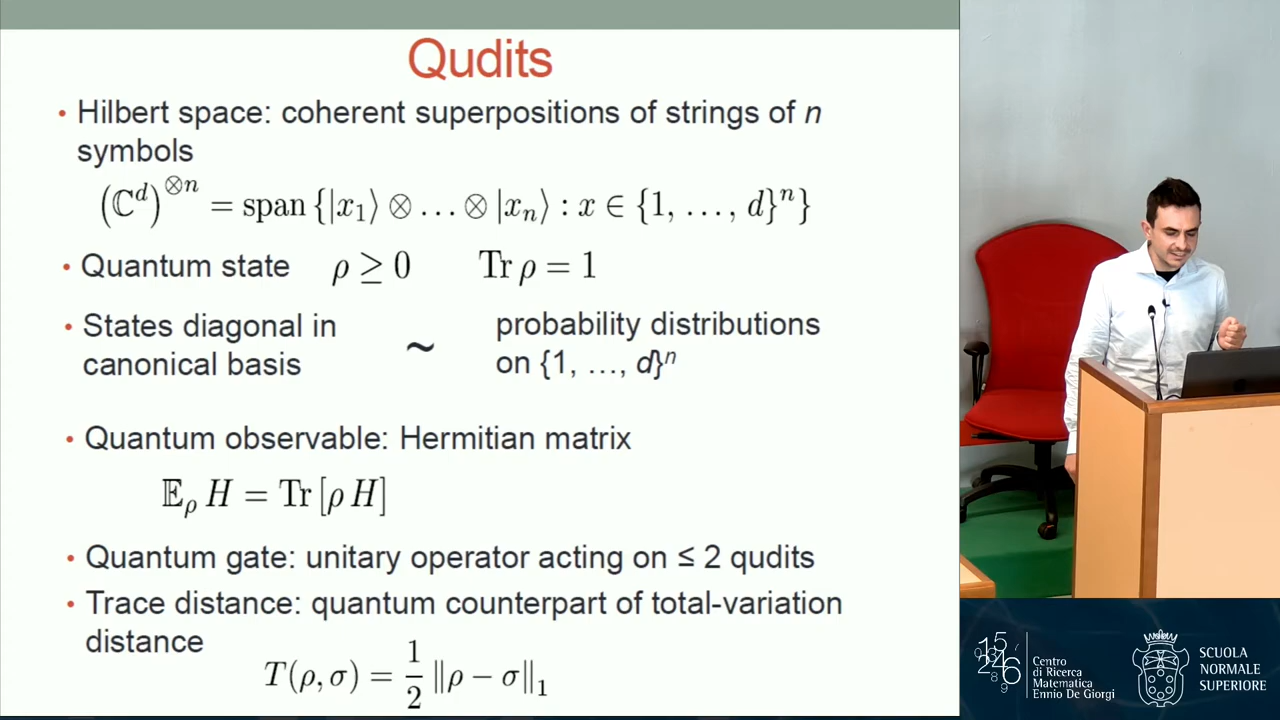 Qudits
• Hilbert space: coherent superpositions of strings of n
symbols
(ℂᵈ)^⊗n = span {|x₁⟩ ⊗ … ⊗ |xₙ⟩ : x ∈ {1, …, d}ⁿ}
• Quantum state ρ ≥ 0 Tr ρ = 1
• States diagonal in
canonical basis
~
probability distributions
on {1, …, d}ⁿ
• Quantum observable: Hermitian matrix
𝔼_ρ H = Tr [ρ H]
• Quantum gate: unitary operator acting on ≤ 2 qudits
• Trace distance: quantum counterpart of total-variation
distance
T(ρ, σ) = 1/2 ‖ρ − σ‖₁
Centro
di Ricerca
Matematica
Ennio De Giorgi
SCUOLA
NORMALE
SUPERIORE